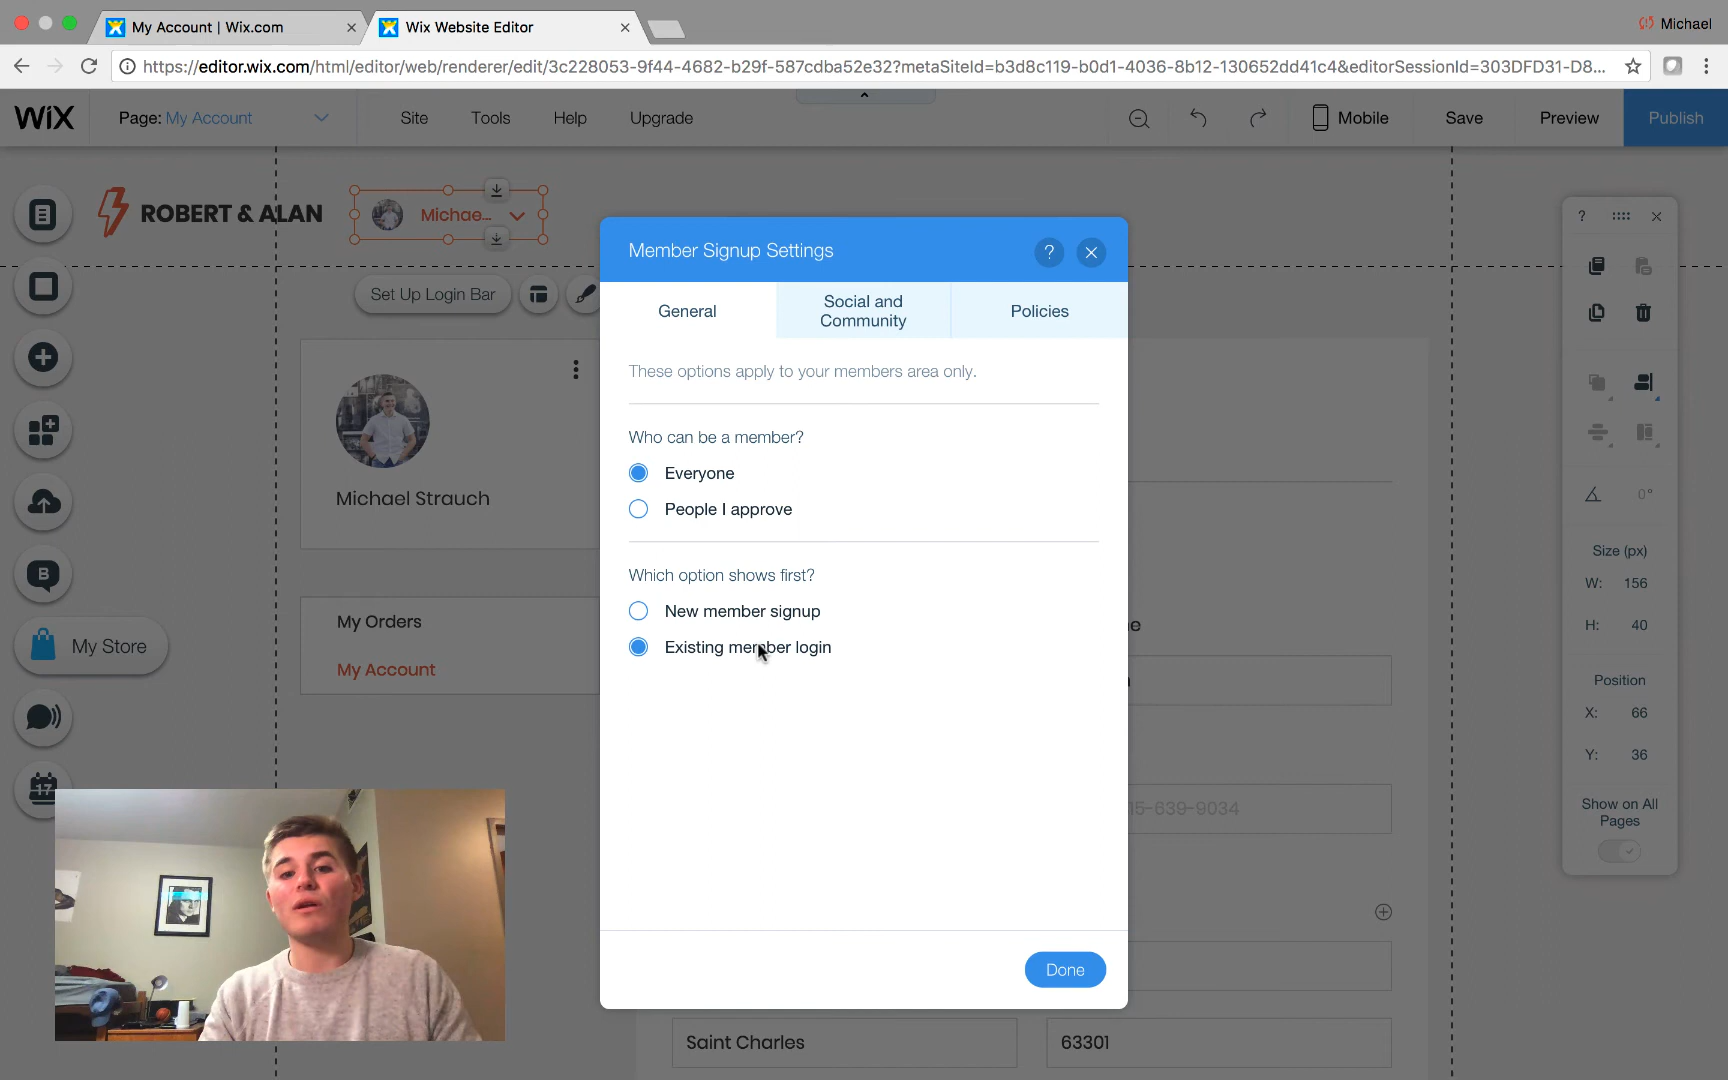 My Account | Wix.com
Wix Website Editor
Michael
https://editor.wix.com/html/editor/web/renderer/edit/3c228053-9f44-4682-b29f-587cdba52e32?metaSiteId=b3d8c119-b0d1-4036-8b12-130652dd41c4&editorSessionId=303DFD31-D8...
WiX
Page: My Account
Site
Tools
Help
Upgrade
Mobile
Save
Preview
Publish
ROBERT & ALAN
Michae...
Set Up Login Bar
Michael Strauch
My Orders
My Account
My Store
B
17
Member Signup Settings
?
General
Social and
Community
Policies
These options apply to your members area only.
Who can be a member?
Everyone
People I approve
Which option shows first?
New member signup
Existing member login
Done
15-639-9034
Saint Charles
63301
?
0°
Size (px)
W: 156
H: 40
Position
X: 66
Y: 36
Show on All
Pages